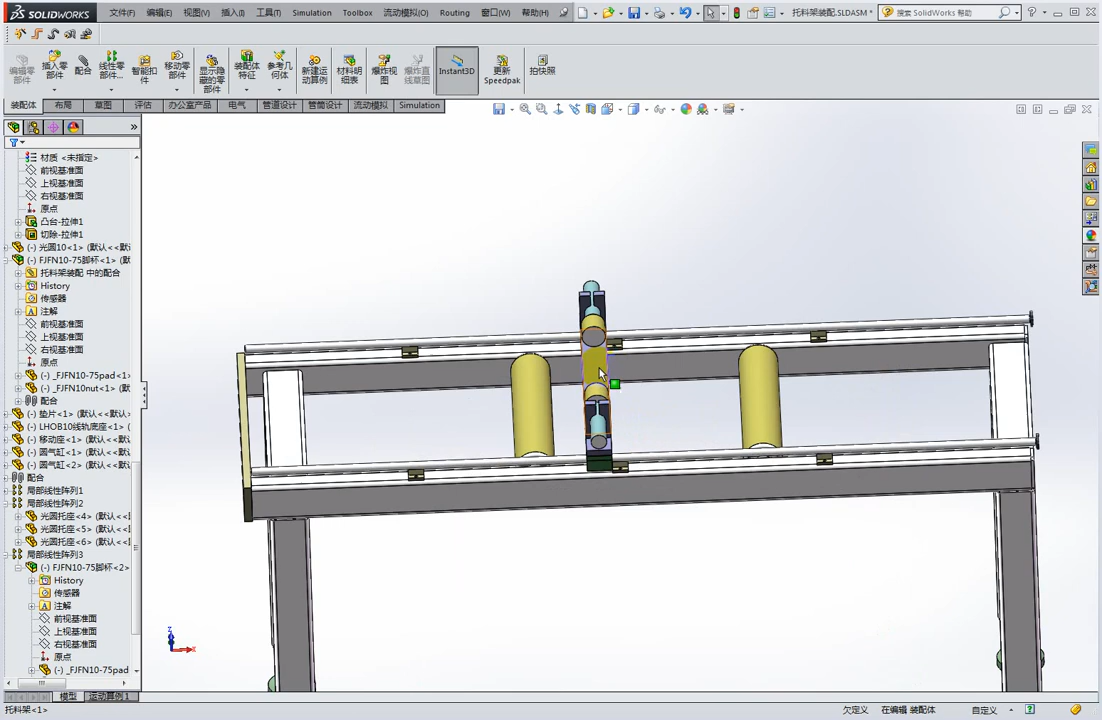 SOLIDWORKS 文件(F) 编辑(E) 视图(V) 插入(I) 工具(T) Simulation Toolbox 流动模拟(O) Routing 窗口(W) 帮助(H) 托料架装配.SLDASM * 搜索 SolidWorks 帮助
编辑零部件 插入零部件 配合 线性零部件... 智能扣件 移动零部件 显示隐藏的零部件 装配体特征 参考几何体 新建运动算例 材料明细表 爆炸视图 爆炸直线草图 Instant3D 更新Speedpak 拍快照
装配体 布局 草图 评估 办公室产品 电气 管道设计 管筒设计 流动模拟 Simulation
材质 <未指定>
前视基准面
上视基准面
右视基准面
原点
凸台-拉伸1
切除-拉伸1
(-) 光圆10<1> (默认<<默认
(-) FJFN10-75脚杯<1> (默认
托料架装配 中的配合
History
传感器
注解
前视基准面
上视基准面
右视基准面
原点
(-) _FJFN10-75pad<1>
(-) _FJFN10nut<1> (默认
配合
(-) 垫片<1> (默认<<默认
(-) LHOB10线轨底座<1>
(-) 移动座<1> (默认<<默
(-) 圆气缸<1> (默认<<默
(-) 圆气缸<2> (默认<<默
配合
局部线性阵列1
局部线性阵列2
光圆托座<4> (默认<<
光圆托座<5> (默认<<
光圆托座<6> (默认<<
局部线性阵列3
(-) FJFN10-75脚杯<2>
History
传感器
注解
前视基准面
上视基准面
右视基准面
原点
(-) _FJFN10-75pad
模型 运动算例1
托料架<1> 欠定义 在编辑 装配体 自定义